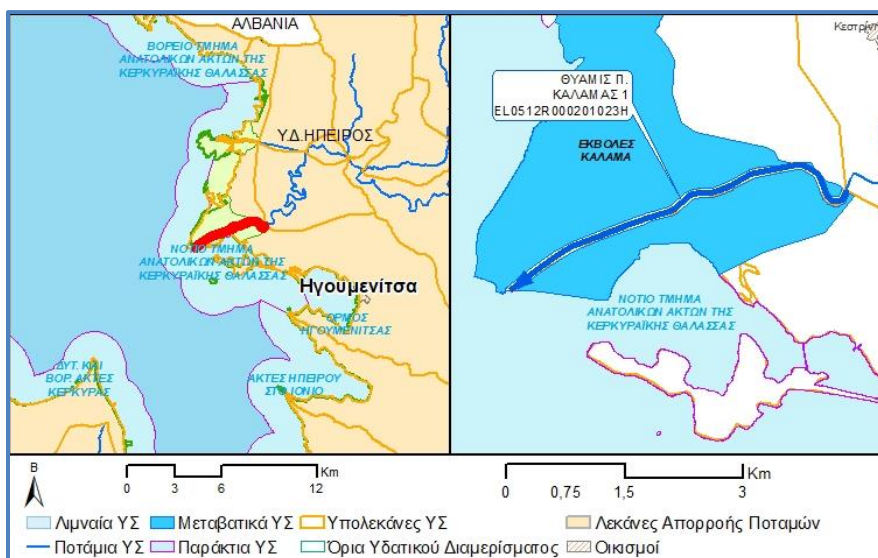 ΑΛΒΑΝΙΑ
ΒΟΡΕΙΟ ΤΜΗΜΑ
ΑΝΑΤΟΛΙΚΩΝ ΑΚΤΩΝ ΤΗΣ
ΚΕΡΚΥΡΑΪΚΗΣ ΘΑΛΑΣΣΑΣ
Υ.Δ. ΗΠΕΙΡΟΣ
ΝΟΤΙΟ ΤΜΗΜΑ
ΑΝΑΤΟΛΙΚΩΝ ΑΚΤΩΝ ΤΗΣ
ΚΕΡΚΥΡΑΪΚΗΣ ΘΑΛΑΣΣΑΣ
Ηγουμενίτσα
ΟΡΜΟΣ
ΗΓΟΥΜΕΝΙΤΣΑΣ
ΔΥΤ. ΚΑΙ
ΒΟΡ. ΑΚΤΕΣ
ΚΕΡΚΥΡΑΣ
ΑΚΤΕΣ ΗΠΕΙΡΟΥ
ΣΤΟ ΙΟΝΙΟ
Κεστρίνη
ΘΥΑΜΙΣ Π.
ΚΑΛΑΜΑΣ 1
EL0512R000201023H
ΕΚΒΟΛΕΣ
ΚΑΛΑΜΑ
ΝΟΤΙΟ ΤΜΗΜΑ
ΑΝΑΤΟΛΙΚΩΝ ΑΚΤΩΝ ΤΗΣ
ΚΕΡΚΥΡΑΪΚΗΣ ΘΑΛΑΣΣΑΣ
Β
Km
0 3 6 12
Km
0 0,75 1,5 3
Λιμναία ΥΣ Μεταβατικά ΥΣ Υπολεκάνες ΥΣ Λεκάνες Απορροής Ποταμών
Ποτάμια ΥΣ Παράκτια ΥΣ Όρια Υδατικού Διαμερίσματος Οικισμοί